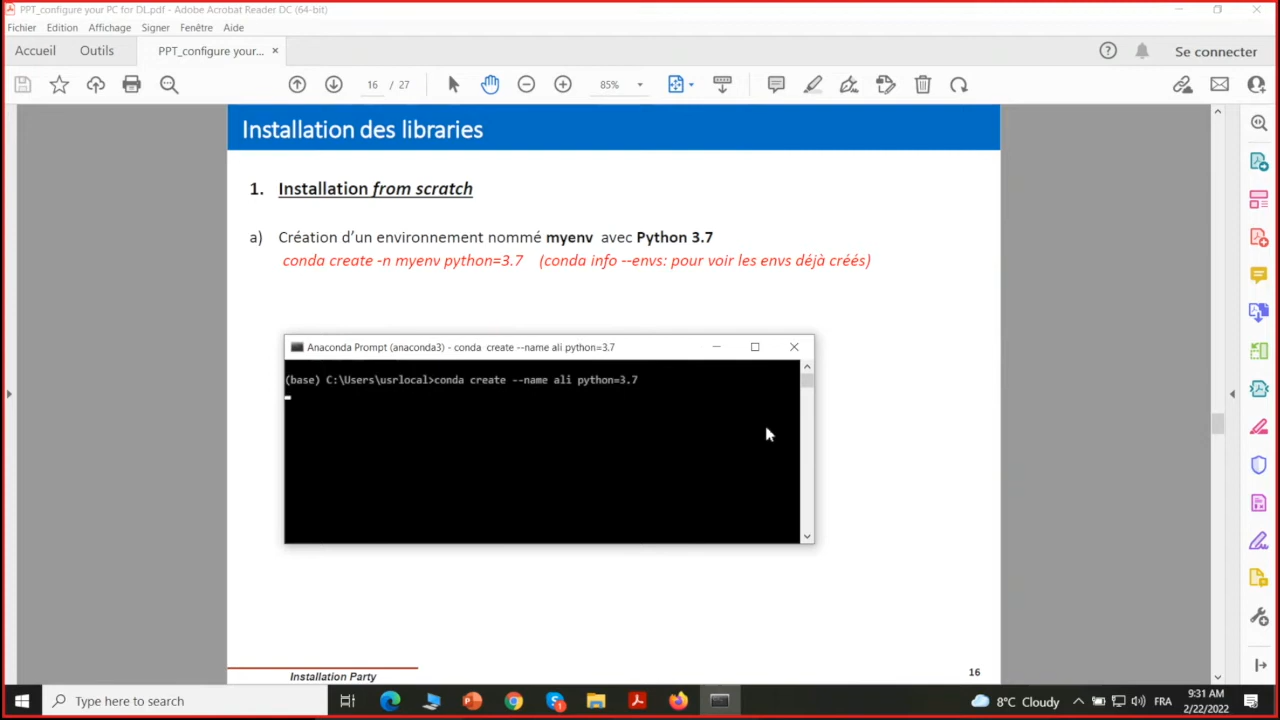 PPT_configure your PC for DL.pdf - Adobe Acrobat Reader DC (64-bit)
Fichier Edition Affichage Signer Fenêtre Aide
Accueil Outils PPT_configure your... × Se connecter
16 / 27 85%
Installation des libraries
1. Installation from scratch
a) Création d'un environnement nommé myenv avec Python 3.7
conda create -n myenv python=3.7 (conda info --envs: pour voir les envs déjà créés)
Anaconda Prompt (anaconda3) - conda create --name ali python=3.7
(base) C:\Users\usrlocal>conda create --name ali python=3.7
Installation Party
16
Type here to search
8°C Cloudy
FRA
9:31 AM
2/22/2022